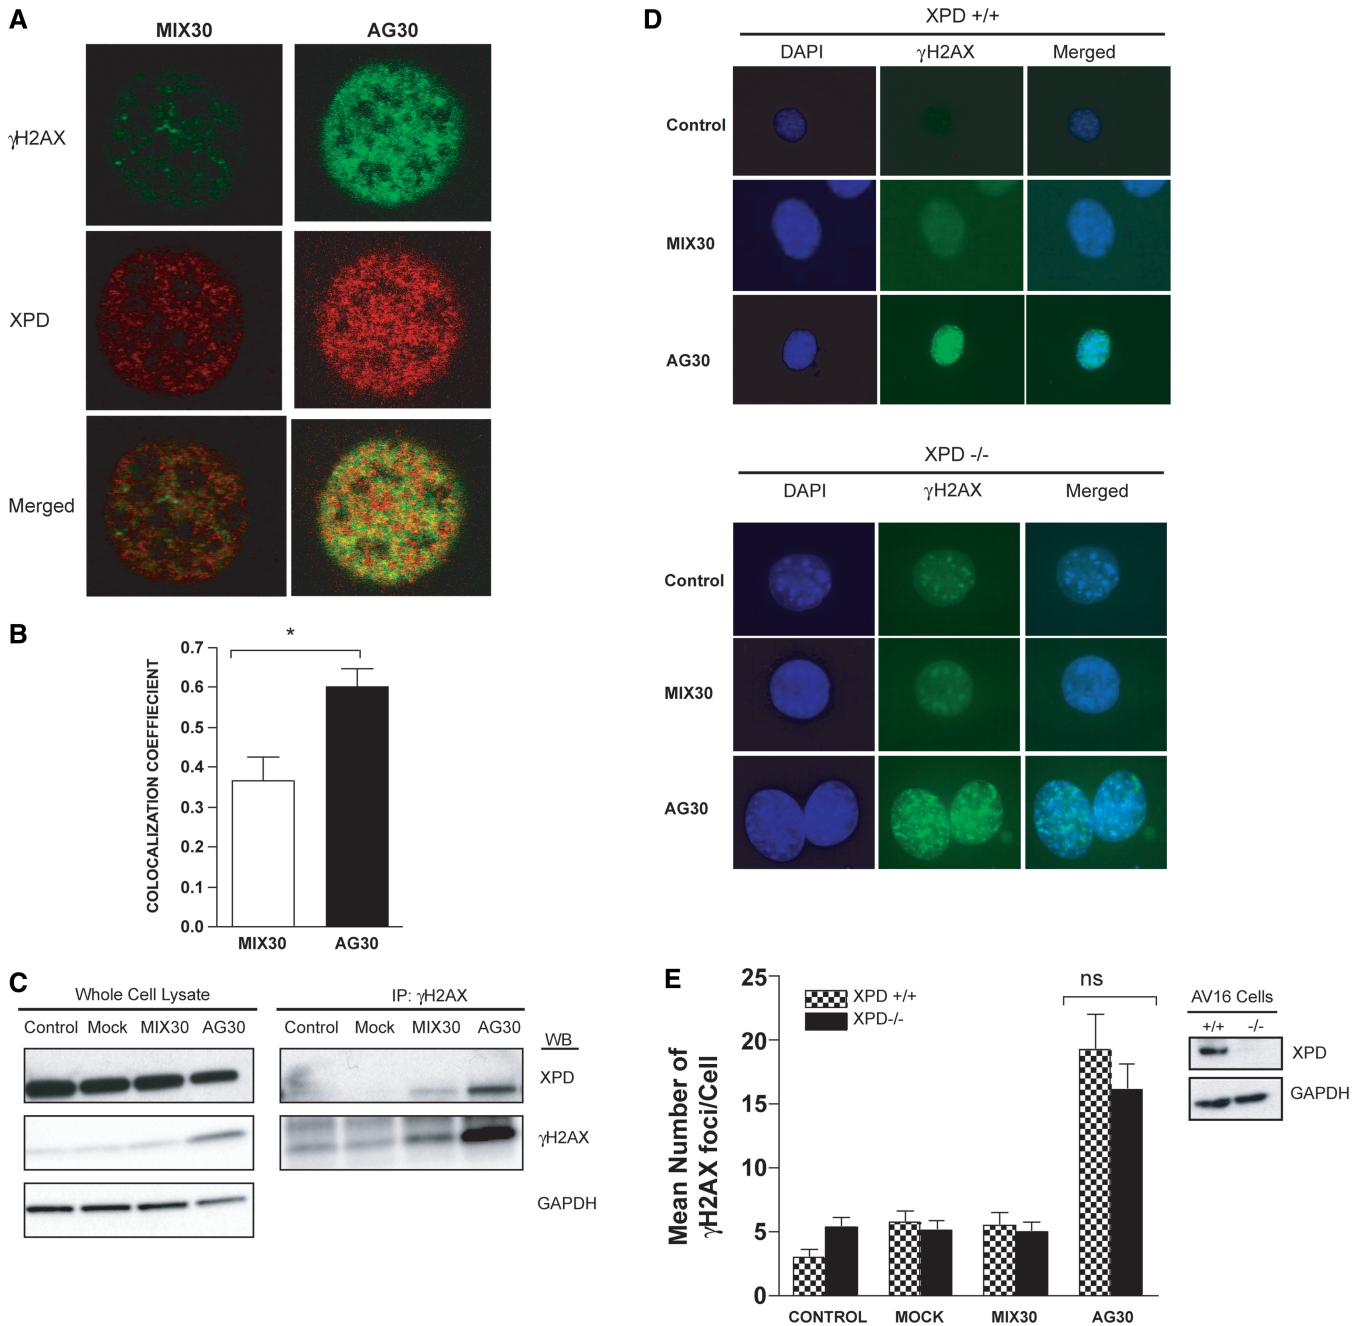 A
MIX30 AG30
γH2AX
XPD
Merged
B
*
COLOCALIZATION COEFFIECIENT
0.7
0.6
0.5
0.4
0.3
0.2
0.1
0.0
MIX30 AG30
C
Whole Cell Lysate IP: γH2AX
Control Mock MIX30 AG30 Control Mock MIX30 AG30
WB
XPD
γH2AX
GAPDH
D
XPD +/+
DAPI γH2AX Merged
Control
MIX30
AG30
XPD -/-
DAPI γH2AX Merged
Control
MIX30
AG30
E
Mean Number of
γH2AX foci/Cell
25
20
15
10
5
0
XPD +/+
XPD-/-
ns
CONTROL MOCK MIX30 AG30
AV16 Cells
+/+ -/-
XPD
GAPDH